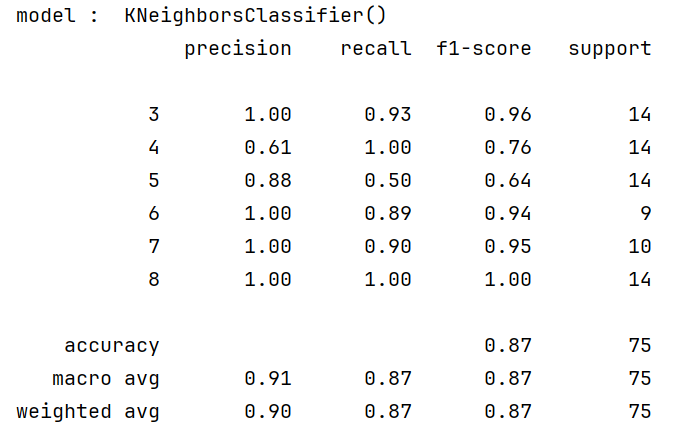 model :  KNeighborsClassifier()
              precision    recall  f1-score   support

           3       1.00      0.93      0.96        14
           4       0.61      1.00      0.76        14
           5       0.88      0.50      0.64        14
           6       1.00      0.89      0.94         9
           7       1.00      0.90      0.95        10
           8       1.00      1.00      1.00        14

    accuracy                           0.87        75
   macro avg       0.91      0.87      0.87        75
weighted avg       0.90      0.87      0.87        75